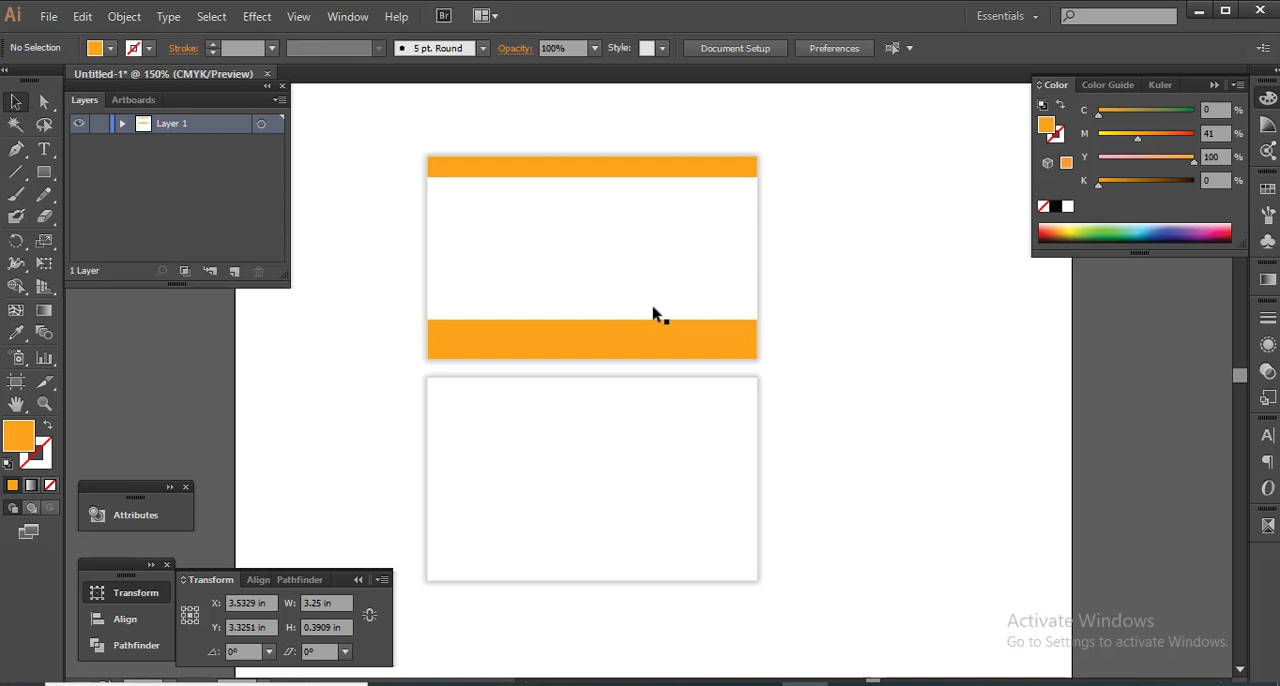 Ai File Edit Object Type Select Effect View Window Help Br Essentials
No Selection Stroke: 5 pt. Round Opacity: 100% Style: Document Setup Preferences
Untitled-1* @ 150% (CMYK/Preview) ×
Layers Artboards
Layer 1
1 Layer
Color Color Guide Kuler
C 0 %
M 41 %
Y 100 %
K 0 %
Attributes
Transform
Align
Pathfinder
Transform Align Pathfinder
X: 3.5329 in W: 3.25 in
Y: 3.3251 in H: 0.3909 in
0° 0°
Activate Windows
Go to Settings to activate Windows.